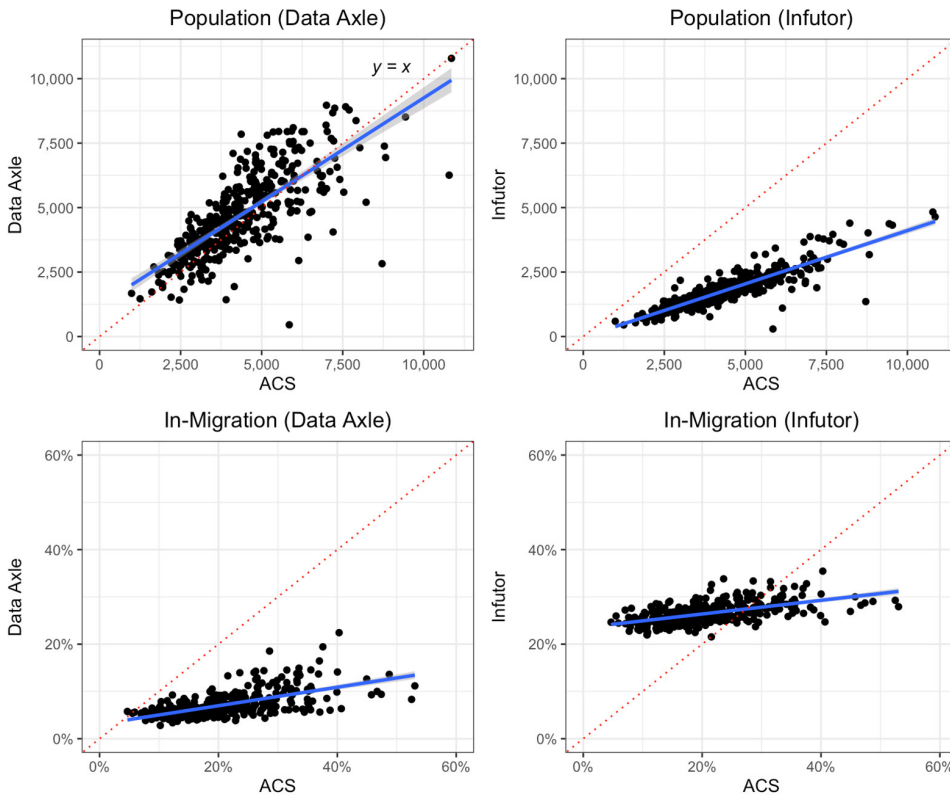 Population (Data Axle)
y = x
10,000
7,500
5,000
2,500
0
Data Axle
0 2,500 5,000 7,500 10,000
ACS
Population (Infutor)
10,000
7,500
5,000
2,500
0
Infutor
0 2,500 5,000 7,500 10,000
ACS
In-Migration (Data Axle)
60%
40%
20%
0%
Data Axle
0% 20% 40% 60%
ACS
In-Migration (Infutor)
60%
40%
20%
0%
Infutor
0% 20% 40% 60%
ACS